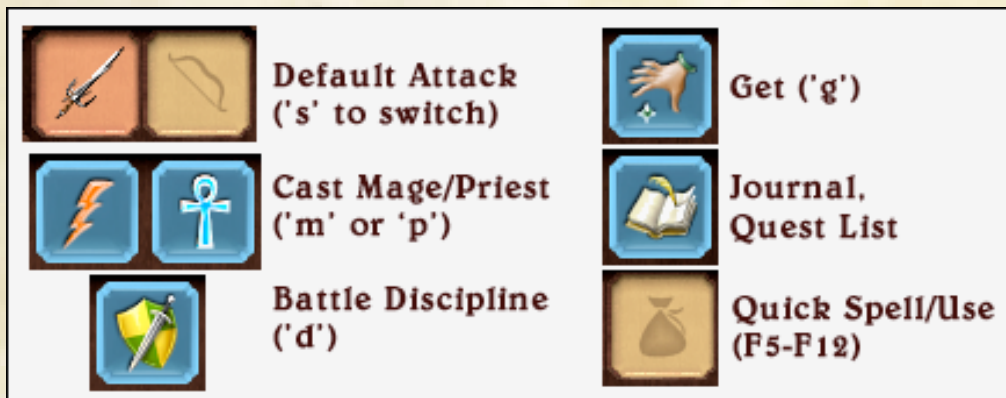 Default Attack
('s' to switch)
Cast Mage/Priest
('m' or ‘p’)
Battle Discipline
('d')
Get ('g')
Journal,
Quest List
Quick Spell/Use
(F5-F12)